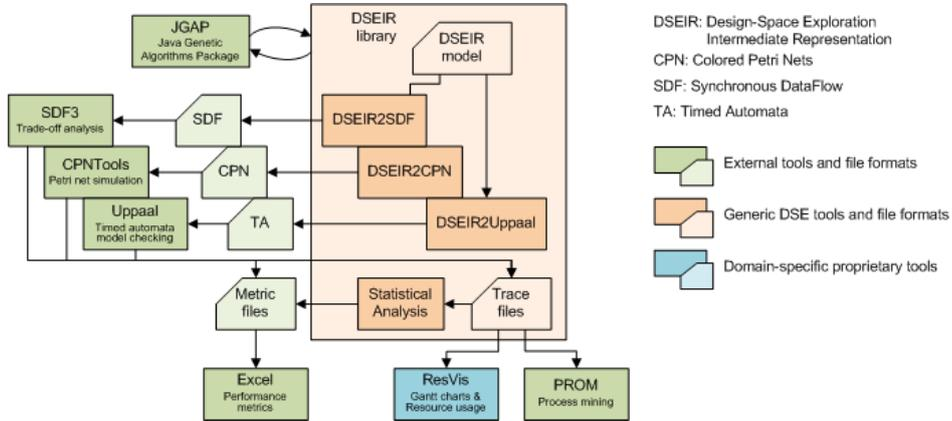 JGAP
Java Genetic
Algorithms Package
DSEIR
library
DSEIR
model
DSEIR: Design-Space Exploration
Intermediate Representation
CPN: Colored Petri Nets
SDF: Synchronous DataFlow
TA: Timed Automata
SDF3
Trade-off analysis
SDF
DSEIR2SDF
CPNTools
Petri net simulation
CPN
DSEIR2CPN
Uppaal
Timed automata
model checking
TA
DSEIR2Uppaal
External tools and file formats
Generic DSE tools and file formats
Domain-specific proprietary tools
Metric
files
Statistical
Analysis
Trace
files
Excel
Performance
metrics
ResVis
Gantt charts &
Resource usage
PROM
Process mining